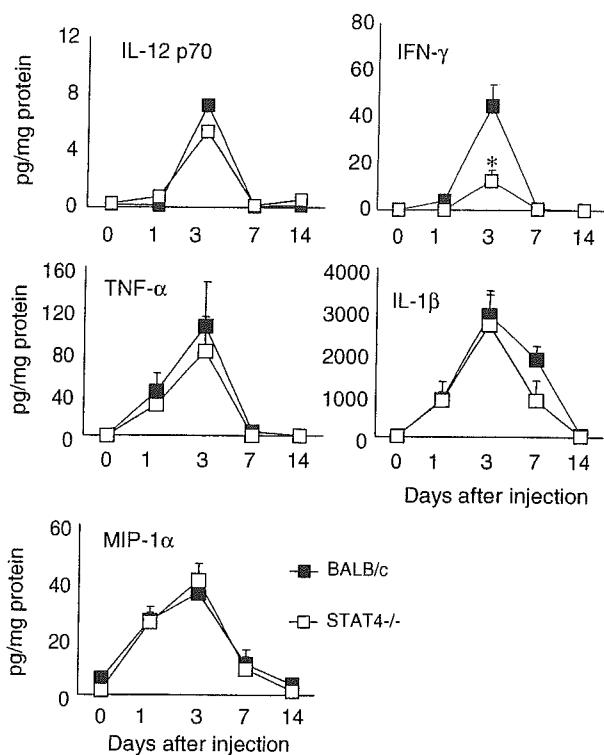 IL-12 p70
pg/mg protein
12
8
4
0
0 1 3 7 14
IFN-γ
80
60
40
20
0
*
0 1 3 7 14
TNF-α
pg/mg protein
160
120
80
40
0
0 1 3 7 14
IL-1β
4000
3000
2000
1000
0
0 1 3 7 14
Days after injection
MIP-1α
pg/mg protein
60
40
20
0
0 1 3 7 14
Days after injection
BALB/c
STAT4-/-